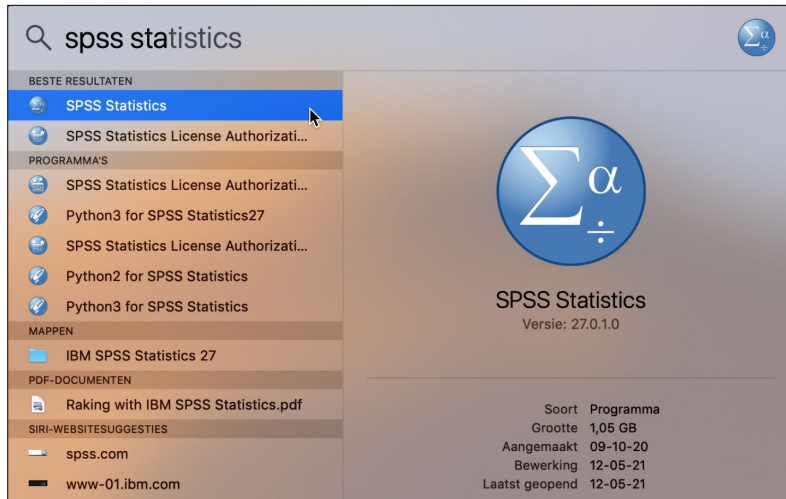 spss statistics
BESTE RESULTATEN
SPSS Statistics
SPSS Statistics License Authorizati...
PROGRAMMA'S
SPSS Statistics License Authorizati...
Python3 for SPSS Statistics27
SPSS Statistics License Authorizati...
Python2 for SPSS Statistics
Python3 for SPSS Statistics
MAPPEN
IBM SPSS Statistics 27
PDF-DOCUMENTEN
Raking with IBM SPSS Statistics.pdf
SIRI-WEBSITESUGGESTIES
spss.com
www-01.ibm.com
Σα
÷
SPSS Statistics
Versie: 27.0.1.0
Soort Programma
Grootte 1,05 GB
Aangemaakt 09-10-20
Bewerking 12-05-21
Laatst geopend 12-05-21